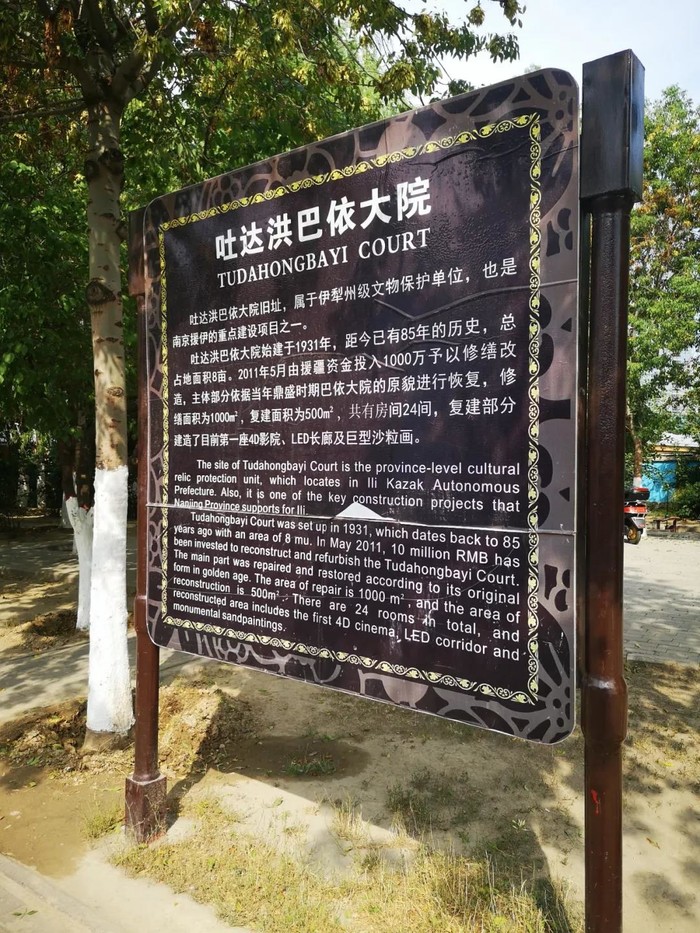 吐达洪巴依大院
TUDAHONGBAYI COURT
吐达洪巴依大院旧址，属于伊犁州级文物保护单位，也是
南京援伊的重点建设项目之一。
吐达洪巴依大院始建于1931年，距今已有85年的历史，总
占地面积8亩。2011年5月由援疆资金投入1000万予以修缮改
造，主体部分依据当年鼎盛时期巴依大院的原貌进行恢复，修
缮面积为1000㎡，复建面积为500㎡，共有房间24间，复建部分
建造了目前第一座4D影院、LED长廊及巨型沙粒画。
The site of Tudahongbayi Court is the province-level cultural
relic protection unit, which locates in Ili Kazak Autonomous
Prefecture. Also, it is one of the key construction projects that
Nanjing Province supports for Ili.
Tudahongbayi Court was set up in 1931, which dates back to 85
years ago with an area of 8 mu. In May 2011, 10 million RMB has
been invested to reconstruct and refurbish the Tudahongbayi Court.
The main part was repaired and restored according to its original
form in golden age. The area of repair is 1000 ㎡, and the area of
reconstruction is 500㎡. There are 24 rooms in total, and
reconstructed area includes the first 4D cinema, LED corridor and
monumental sandpaintings.